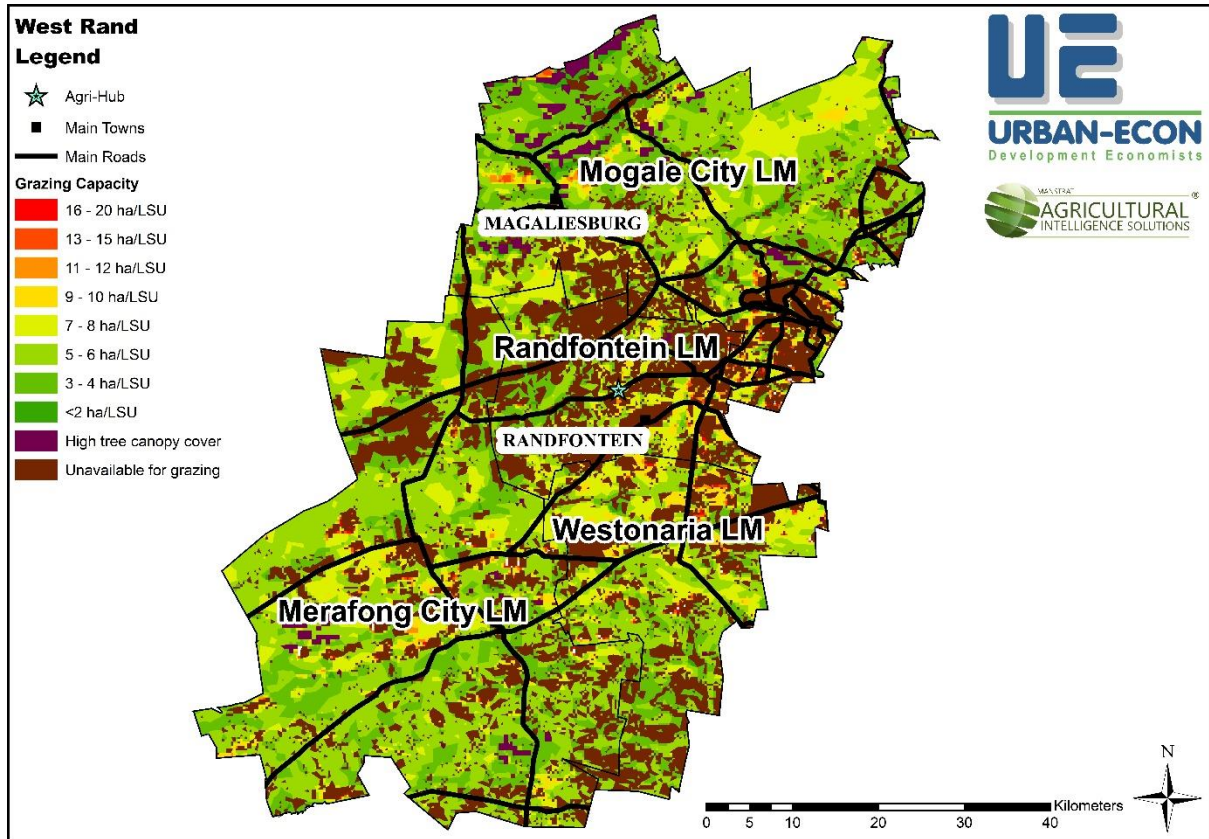 West Rand
Legend
Agri-Hub
Main Towns
Main Roads
Grazing Capacity
16 - 20 ha/LSU
13 - 15 ha/LSU
11 - 12 ha/LSU
9 - 10 ha/LSU
7 - 8 ha/LSU
5 - 6 ha/LSU
3 - 4 ha/LSU
<2 ha/LSU
High tree canopy cover
Unavailable for grazing
Mogale City LM
MAGALIESBURG
Randfontein LM
RANDFONTEIN
Westonaria LM
Merafong City LM
UE
URBAN-ECON
Development Economists
MANSTRAT
AGRICULTURAL ®
INTELLIGENCE SOLUTIONS
N
Kilometers
0 5 10 20 30 40